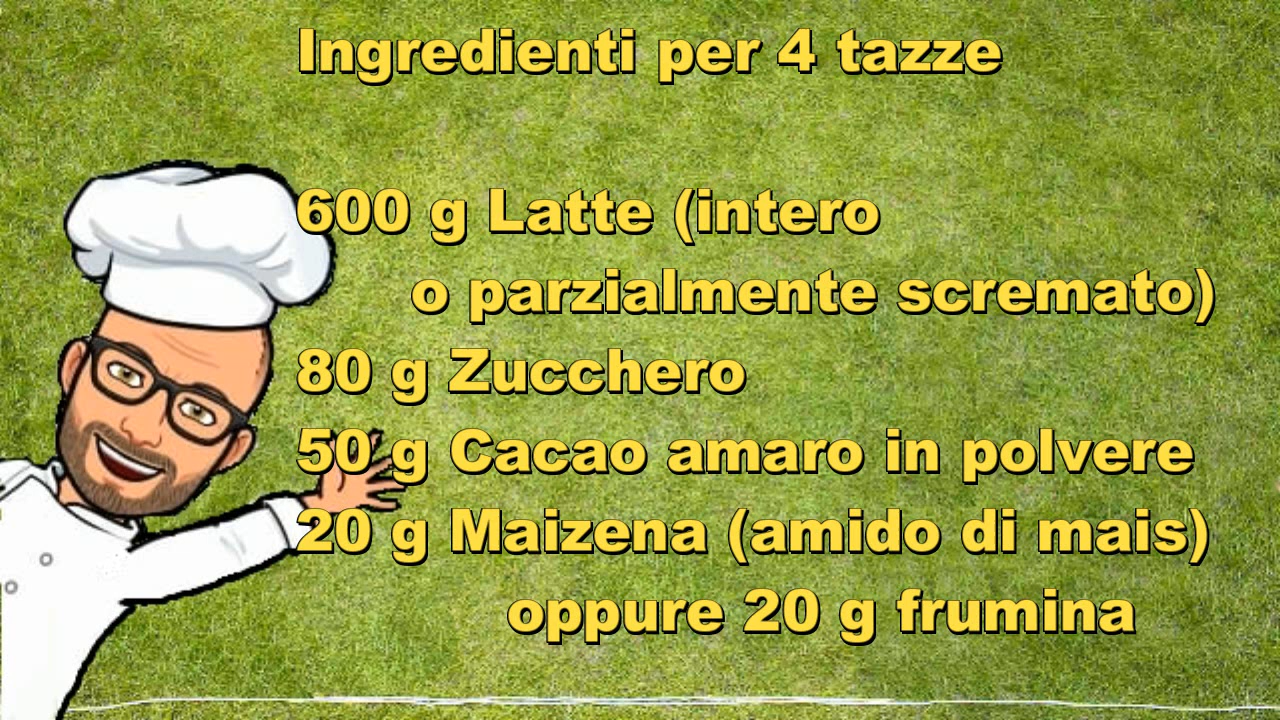 Ingredienti per 4 tazze
600 g Latte (intero
o parzialmente scremato)
80 g Zucchero
50 g Cacao amaro in polvere
20 g Maizena (amido di mais)
oppure 20 g frumina